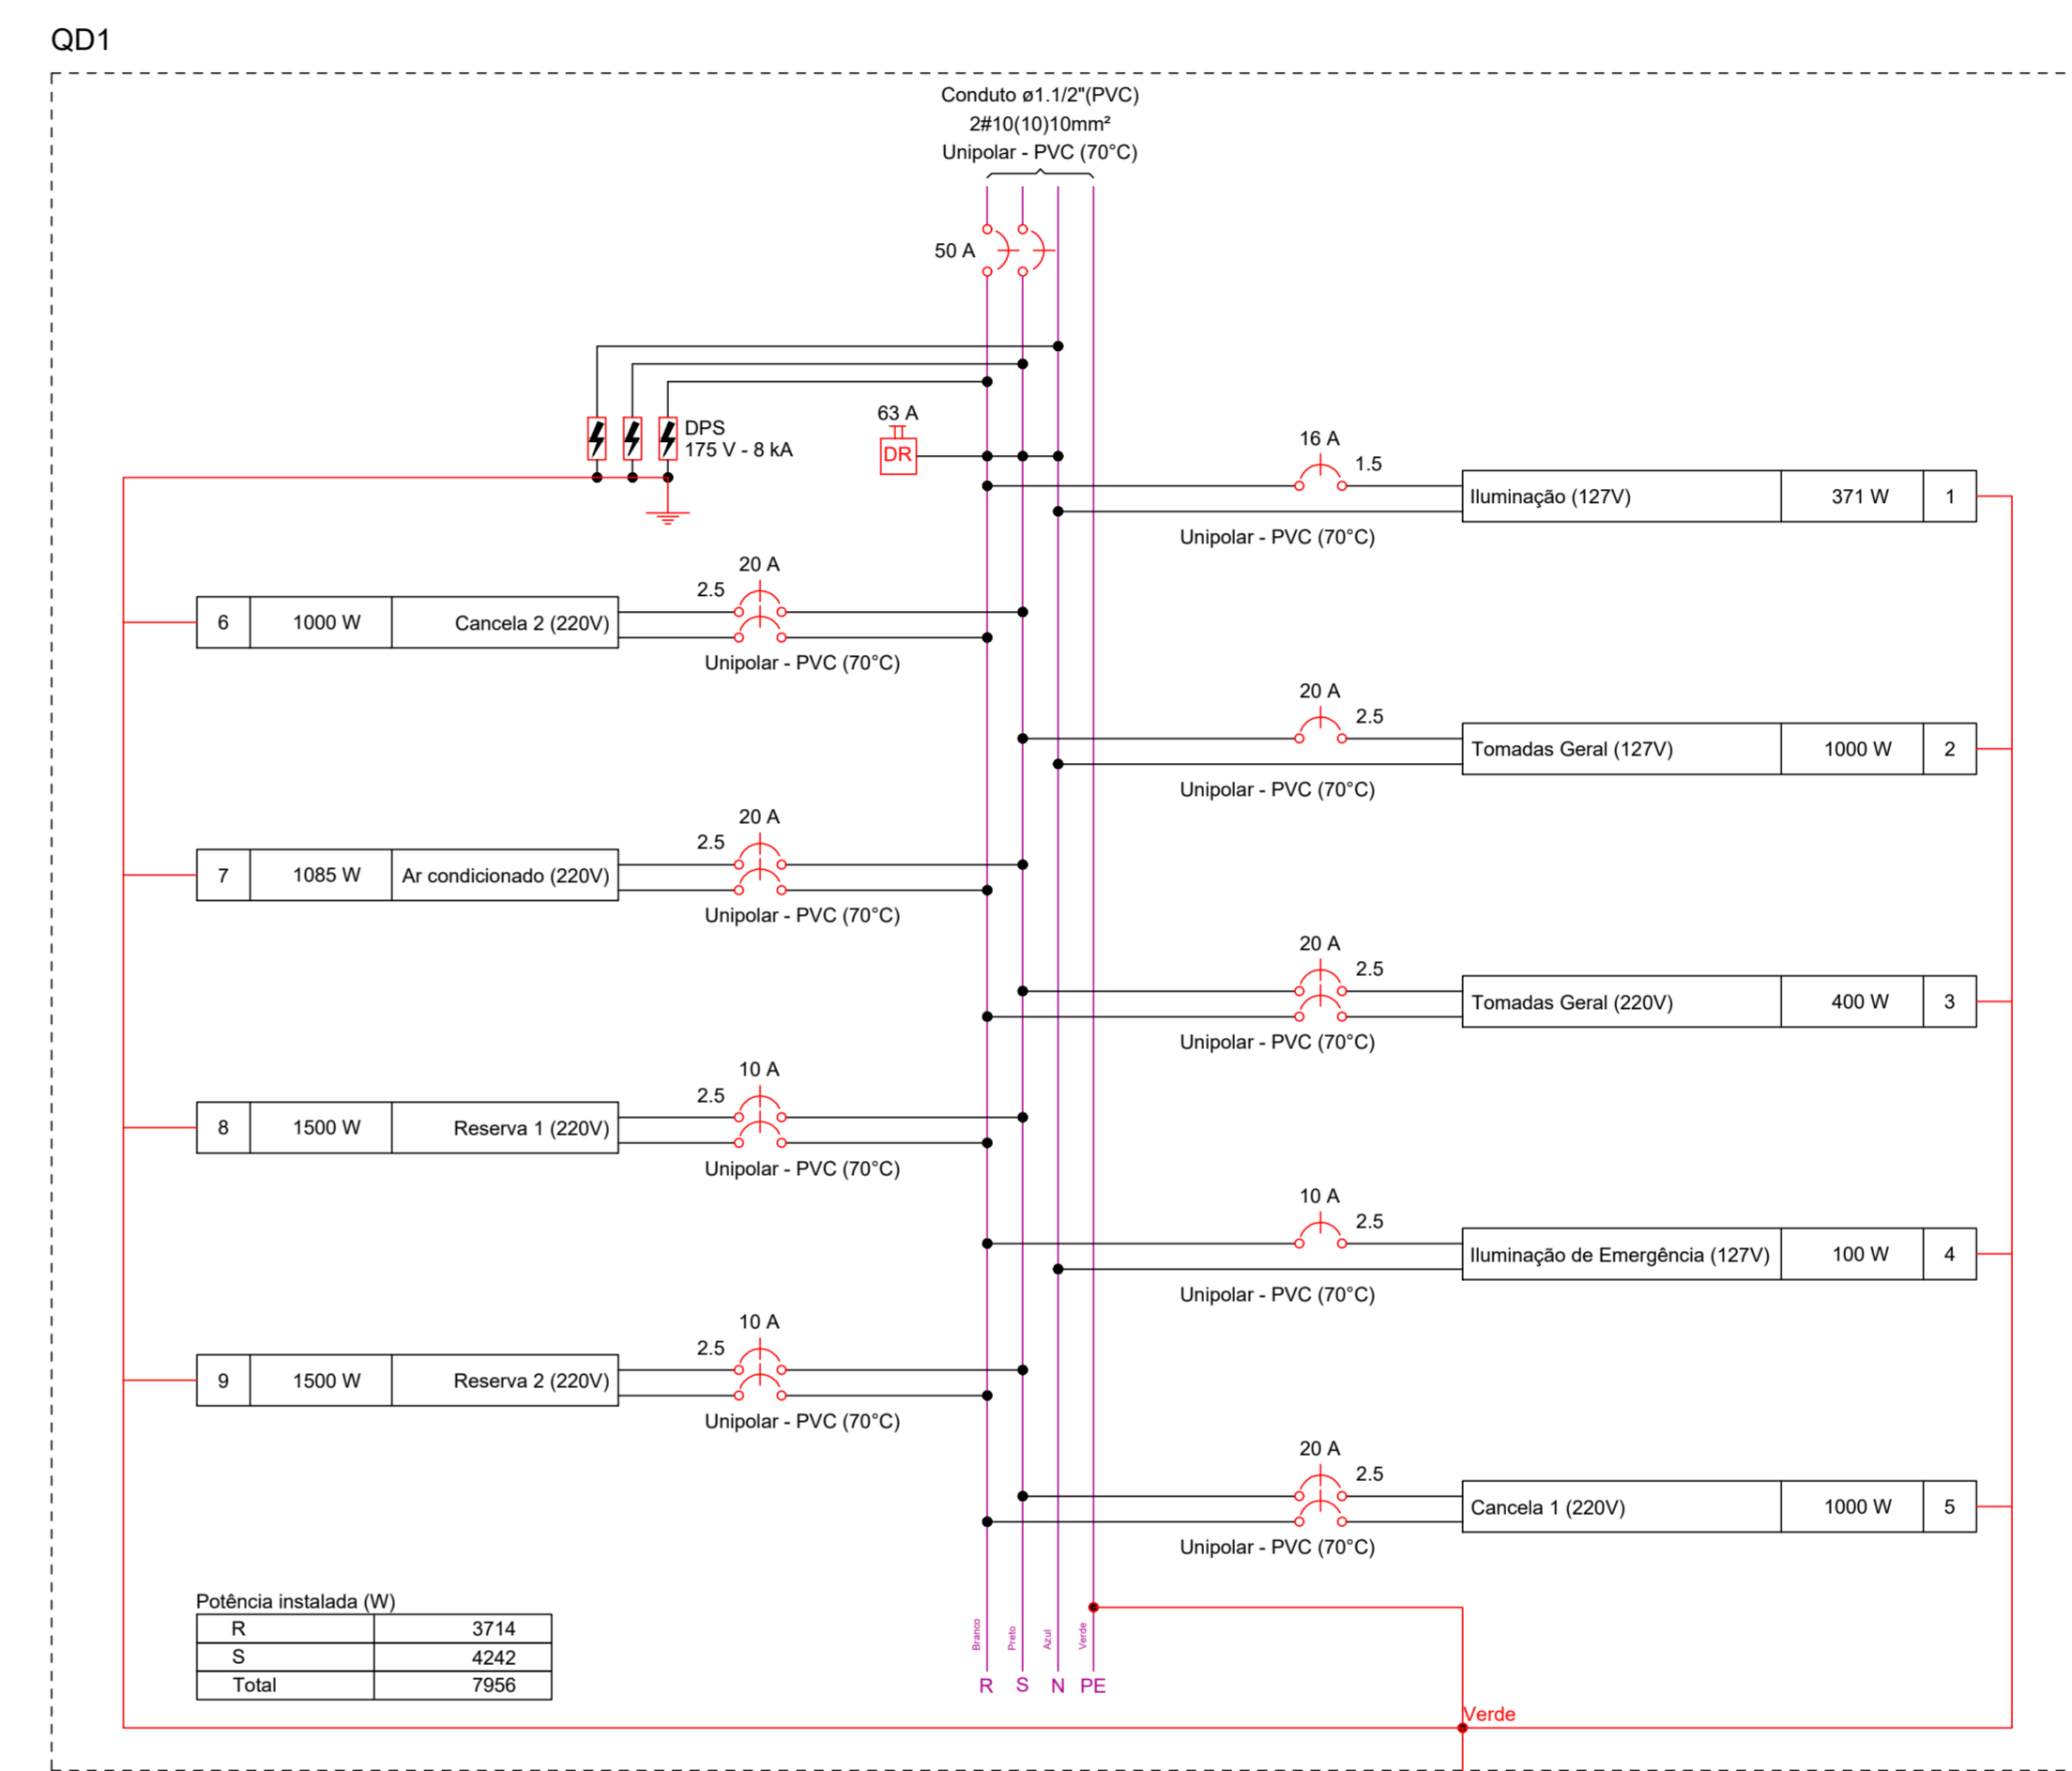 QD1
Conduto ø1.1/2"(PVC)
2#10(10)10mm²
Unipolar - PVC (70°C)
50 A
DPS
175 V - 8 kA
63 A
DR
16 A
1.5
Iluminação (127V) 371 W 1
Unipolar - PVC (70°C)
20 A
2.5
6 1000 W Cancela 2 (220V)
Unipolar - PVC (70°C)
20 A
2.5
Tomadas Geral (127V) 1000 W 2
Unipolar - PVC (70°C)
20 A
2.5
7 1085 W Ar condicionado (220V)
Unipolar - PVC (70°C)
20 A
2.5
Tomadas Geral (220V) 400 W 3
Unipolar - PVC (70°C)
10 A
2.5
8 1500 W Reserva 1 (220V)
Unipolar - PVC (70°C)
10 A
2.5
Iluminação de Emergência (127V) 100 W 4
Unipolar - PVC (70°C)
10 A
2.5
9 1500 W Reserva 2 (220V)
Unipolar - PVC (70°C)
20 A
2.5
Cancela 1 (220V) 1000 W 5
Unipolar - PVC (70°C)
Potência instalada (W)
R 3714
S 4242
Total 7956
Branco
Preto
Azul
Verde
R S N PE
Verde